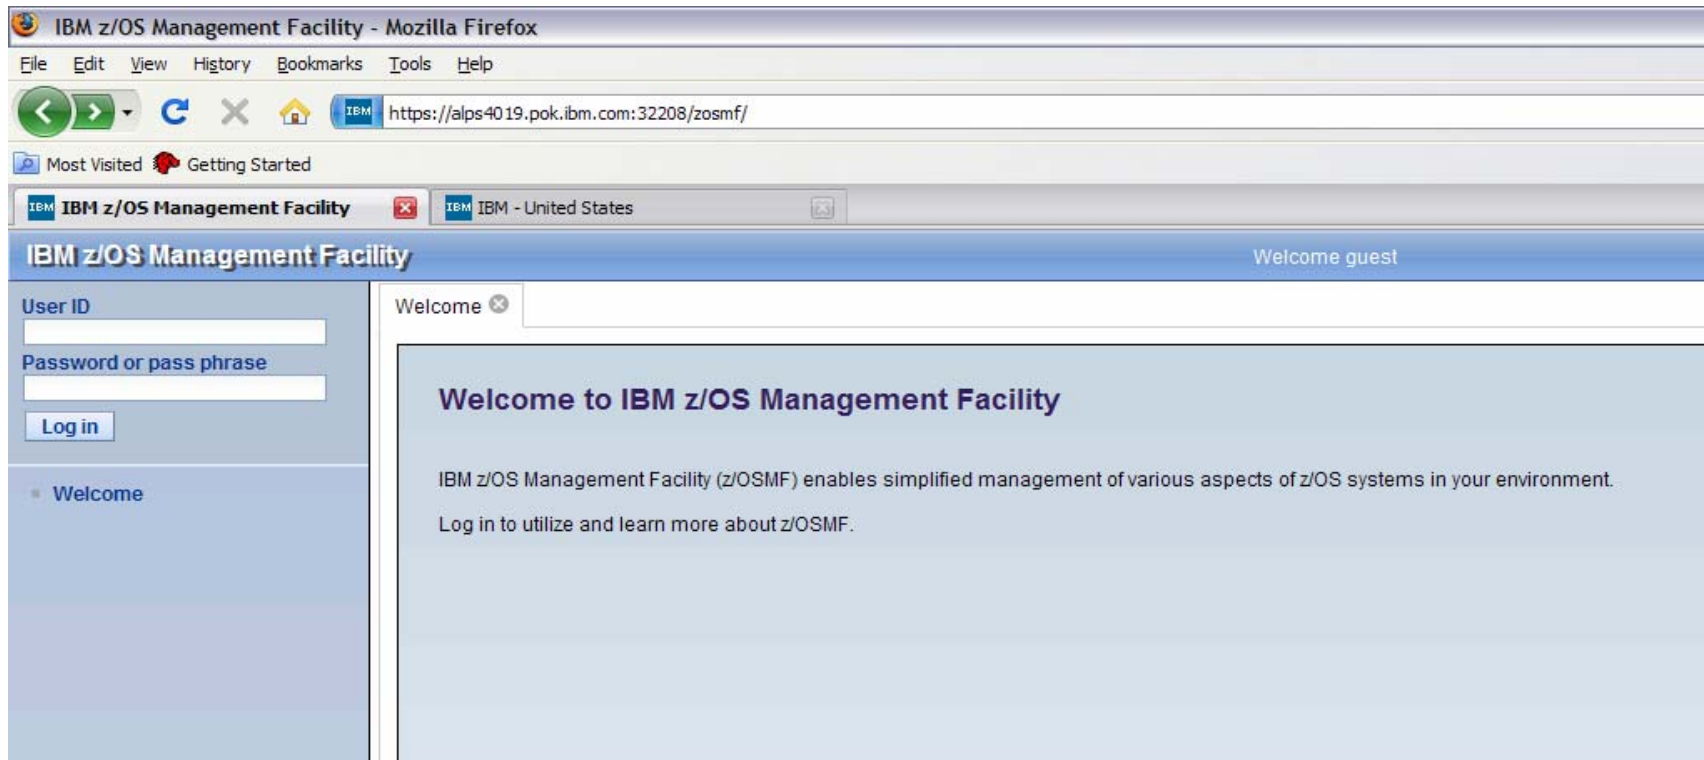 IBM z/OS Management Facility - Mozilla Firefox
File Edit View History Bookmarks Tools Help
IBM https://alps4019.pok.ibm.com:32208/zosmf/
Most Visited Getting Started
IBM IBM z/OS Management Facility IBM IBM - United States
IBM z/OS Management Facility Welcome guest
User ID
Welcome
Password or pass phrase
Log in
Welcome
Welcome to IBM z/OS Management Facility
IBM z/OS Management Facility (z/OSMF) enables simplified management of various aspects of z/OS systems in your environment.
Log in to utilize and learn more about z/OSMF.